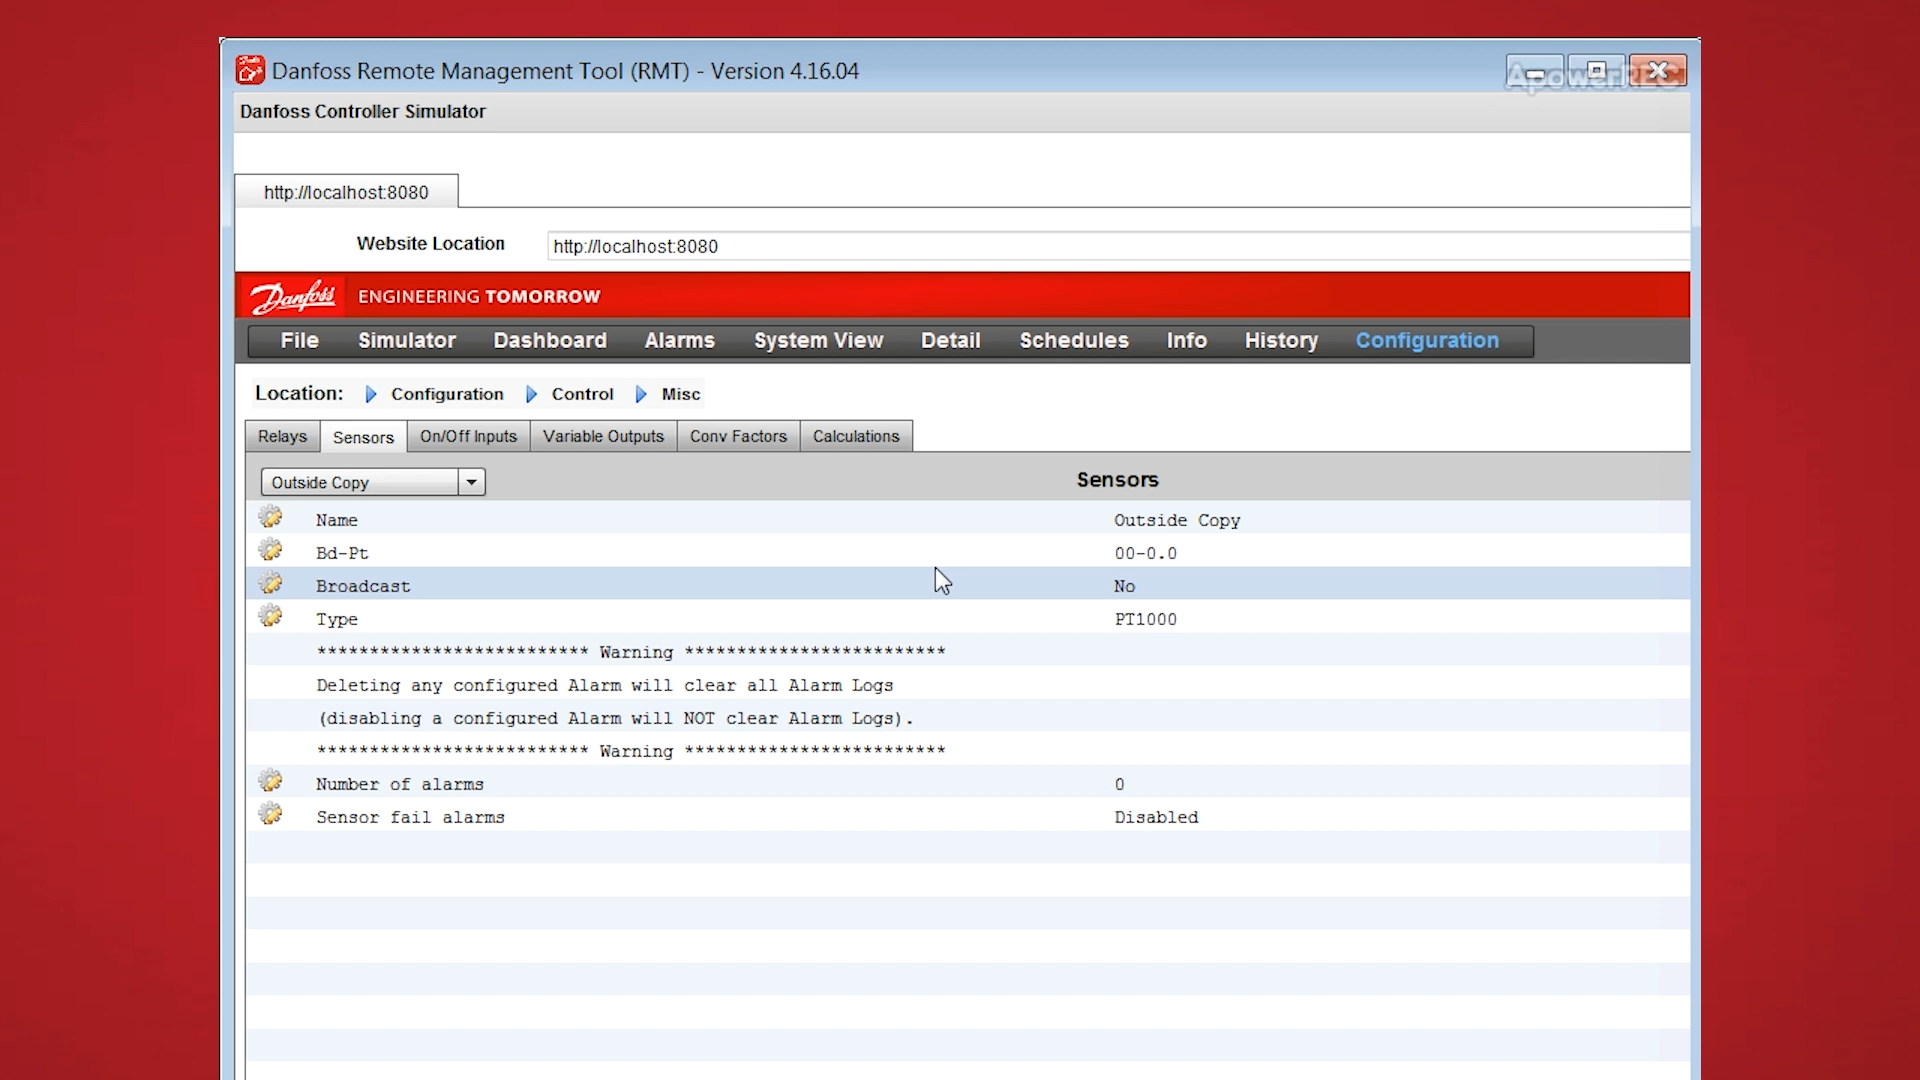 Danfoss Remote Management Tool (RMT) - Version 4.16.04
ApowerREC
Danfoss Controller Simulator
http://localhost:8080
Website Location http://localhost:8080
Danfoss ENGINEERING TOMORROW
File Simulator Dashboard Alarms System View Detail Schedules Info History Configuration
Location: Configuration Control Misc
Relays Sensors On/Off Inputs Variable Outputs Conv Factors Calculations
Outside Copy Sensors
Name Outside Copy
Bd-Pt 00-0.0
Broadcast No
Type PT1000
************************** Warning *************************
Deleting any configured Alarm will clear all Alarm Logs
(disabling a configured Alarm will NOT clear Alarm Logs).
************************** Warning *************************
Number of alarms 0
Sensor fail alarms Disabled